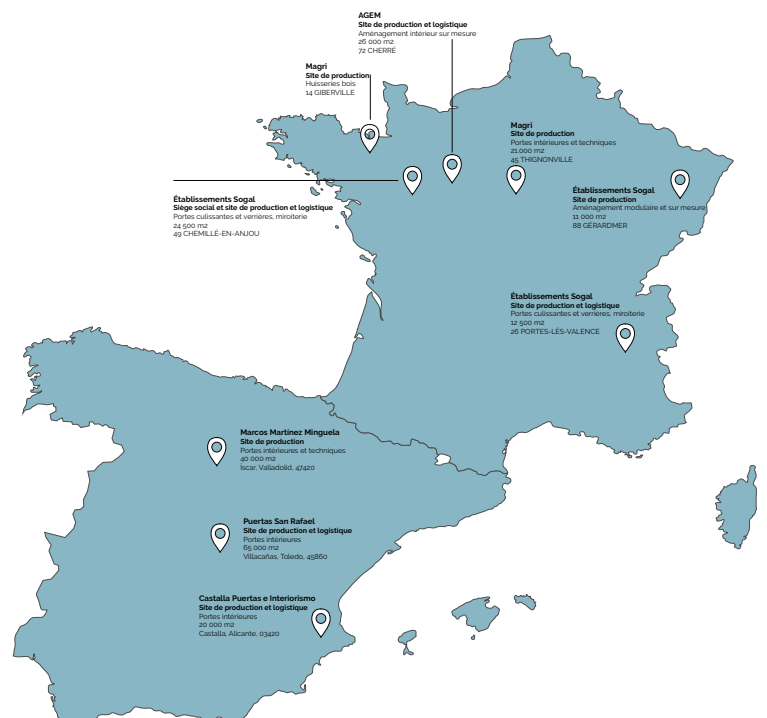 AGEM
Site de production et logistique
Aménagement intérieur sur mesure
26 000 m2
72 CHERRÉ
Magri
Site de production
Huisseries bois
14 GIBERVILLE
Magri
Site de production
Portes intérieures et techniques
21.000 m2
45 THIGNONVILLE
Établissements Sogal
Siège social et site de production et logistique
Portes culissantes et verrières, miroiterie
24 500 m2
49 CHEMILLÉ-EN-ANJOU
Établissements Sogal
Site de production
Aménagement modulaire et sur mesure
11 000 m2
88 GÉRARDMER
Établissements Sogal
Site de production et logistique
Portes culissantes et verrières, miroiterie
12 500 m2
26 PORTES-LÈS-VALENCE
Marcos Martínez Minguela
Site de production
Portes intérieures et techniques
40 000 m2
Íscar, Valladolid, 47420
Puertas San Rafael
Site de production et logistique
Portes intérieures
65 000 m2
Villacañas, Toledo, 45860
Castalla Puertas e Interiorismo
Site de production et logistique
Portes intérieures
20 000 m2
Castalla, Alicante, 03420